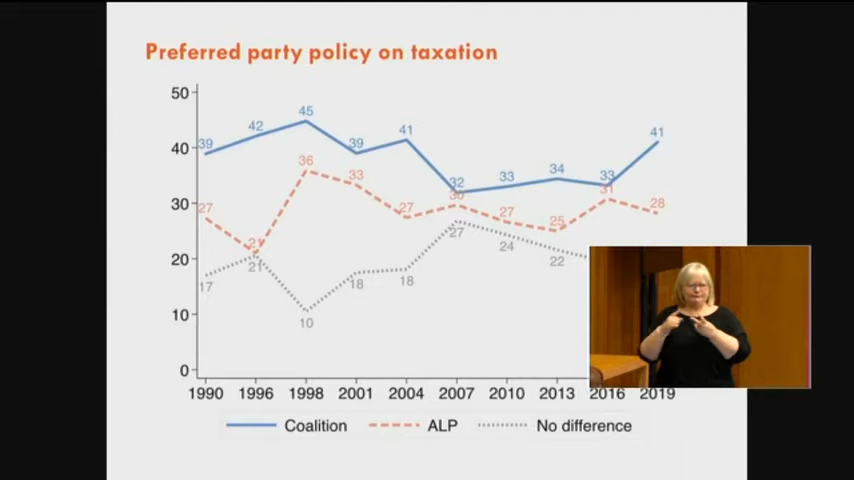 Preferred party policy on taxation
50
40
30
20
10
0
39 42 45 39 41 32 33 34 33 41
27 21 36 33 27 30 27 25 31 28
17 21 10 18 18 27 24 22
1990 1996 1998 2001 2004 2007 2010 2013 2016 2019
Coalition ALP No difference